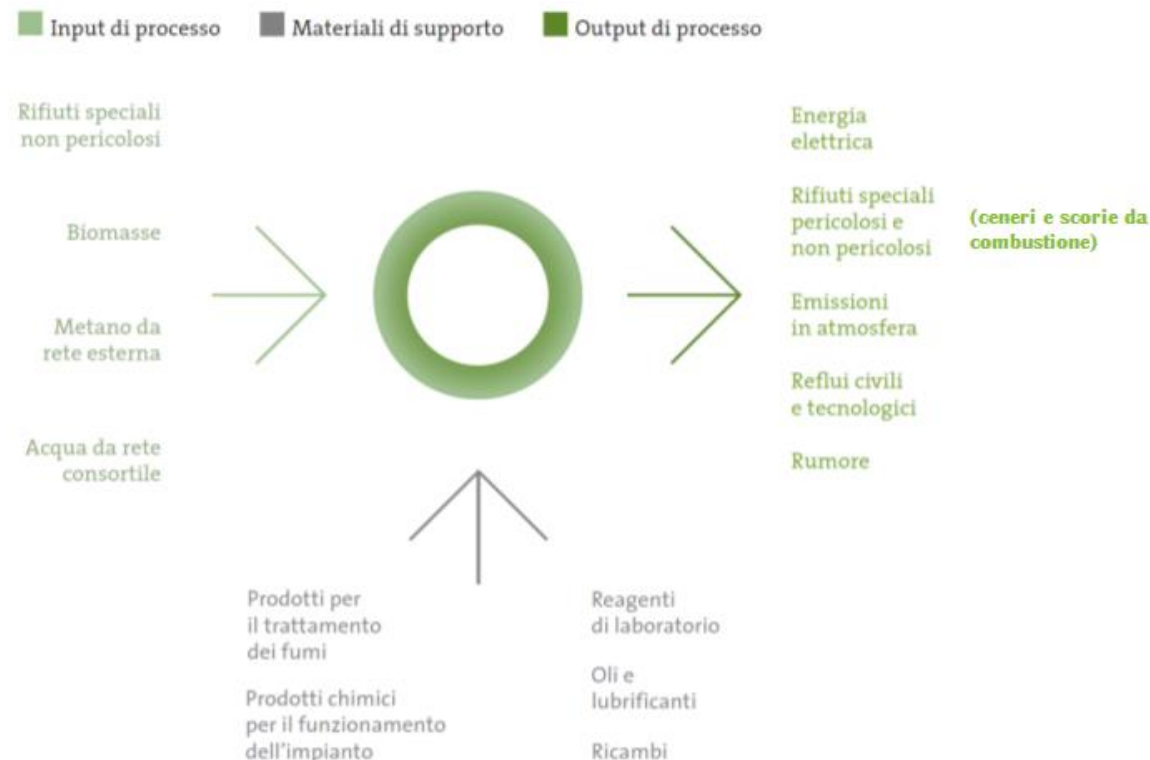 Input di processo
Materiali di supporto
Output di processo
Rifiuti speciali
non pericolosi
Biomasse
Metano da
rete esterna
Acqua da rete
consortile
Energia
elettrica
Rifiuti speciali
pericolosi e
non pericolosi
(ceneri e scorie da
combustione)
Emissioni
in atmosfera
Reflui civili
e tecnologici
Rumore
Prodotti per
il trattamento
dei fumi
Prodotti chimici
per il funzionamento
dell'impianto
Reagenti
di laboratorio
Oli e
lubrificanti
Ricambi